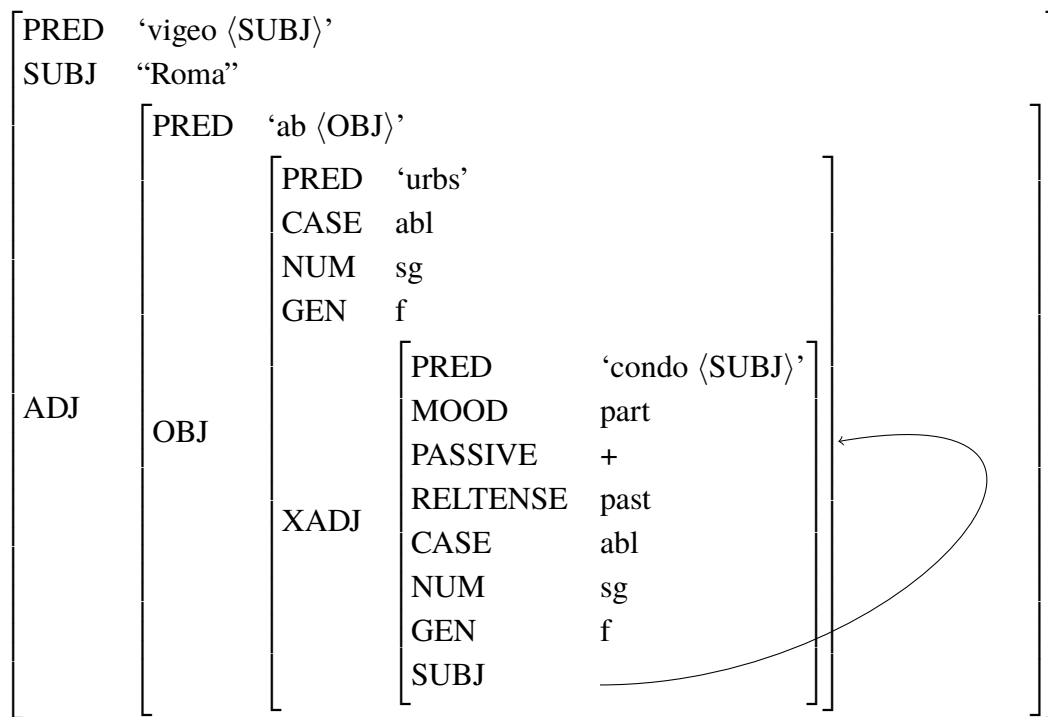 PRED ‘vigeo ⟨SUBJ⟩’
SUBJ “Roma”
PRED ‘ab ⟨OBJ⟩’
PRED ‘urbs’
CASE abl
NUM sg
GEN f
PRED ‘condo ⟨SUBJ⟩’
ADJ OBJ XADJ MOOD part
PASSIVE +
RELTENSE past
CASE abl
NUM sg
GEN f
SUBJ